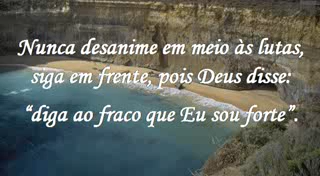 Nunca desanime em meio às lutas,
siga em frente, pois Deus disse:
“diga ao fraco que Eu sou forte”.